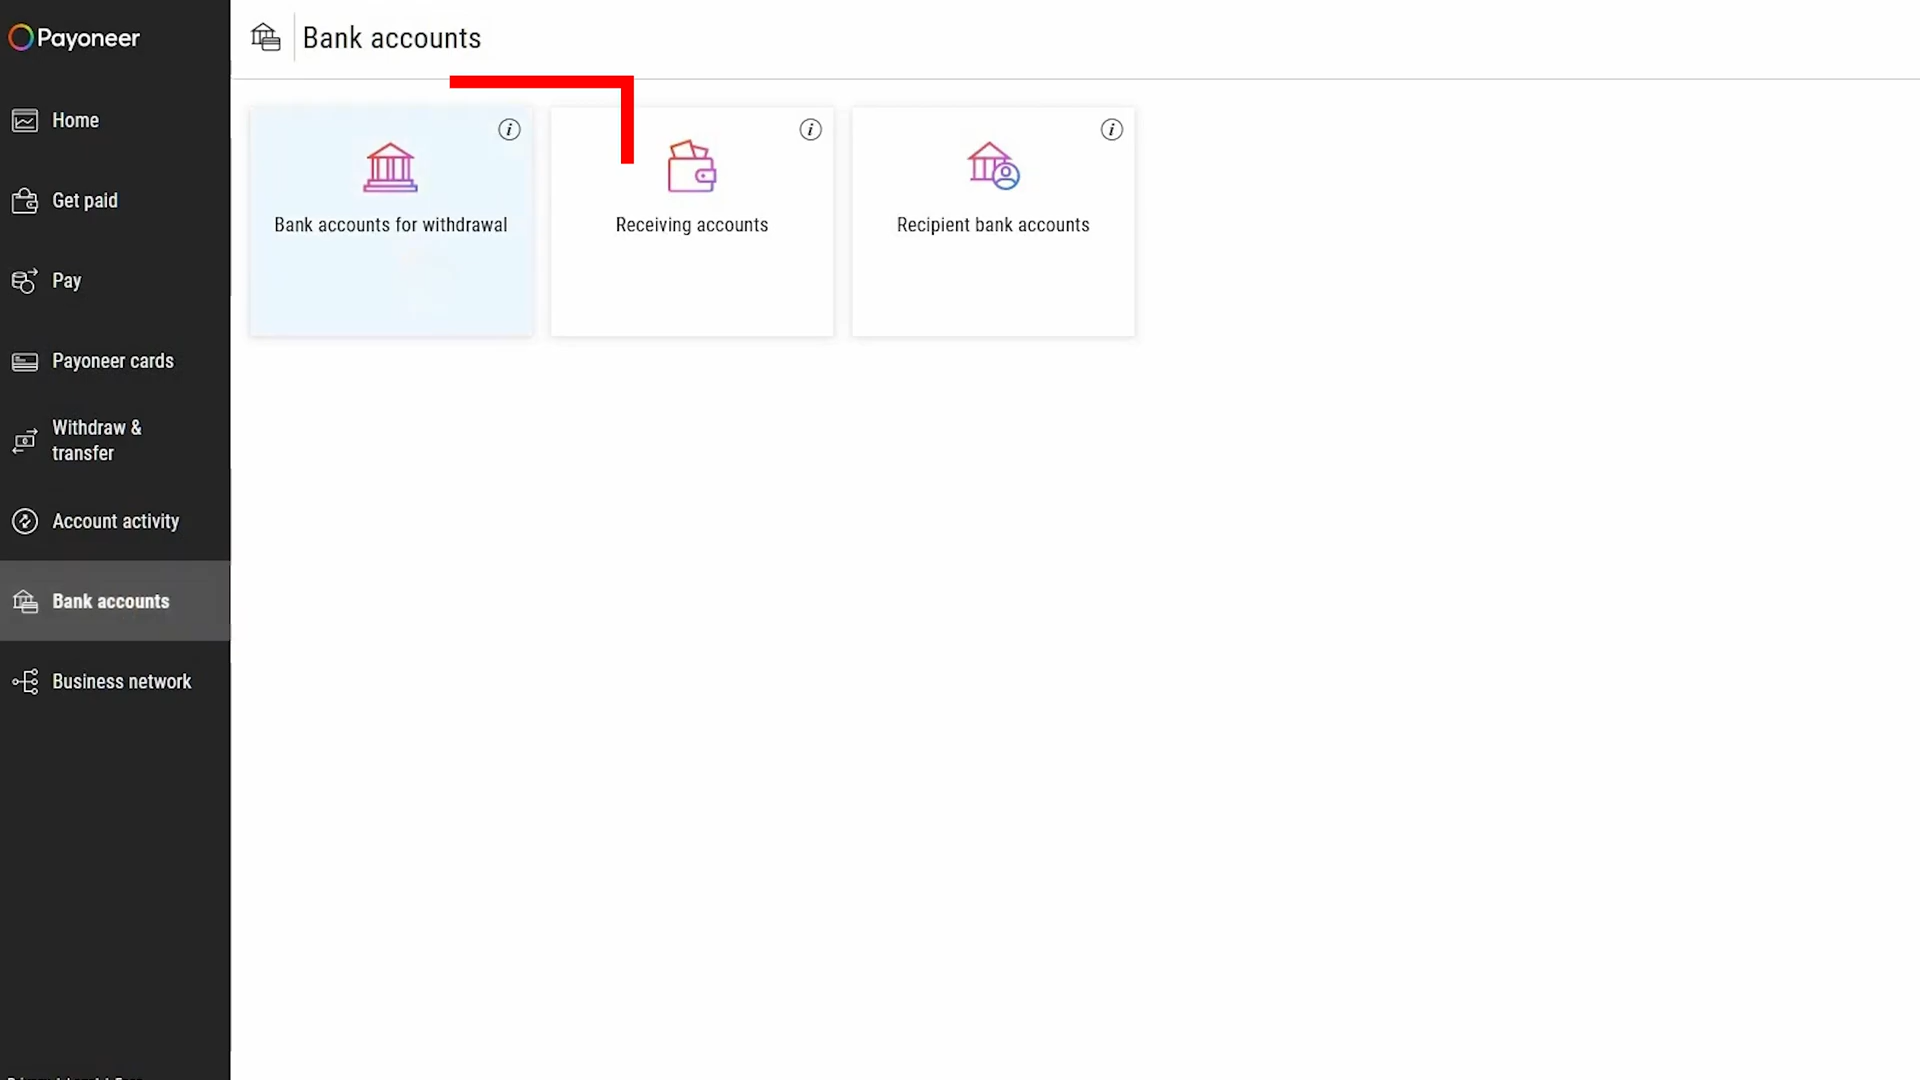 Payoneer
Bank accounts
Home
Get paid
Pay
Payoneer cards
Withdraw &
transfer
Account activity
Bank accounts
Business network
Bank accounts for withdrawal
Receiving accounts
Recipient bank accounts